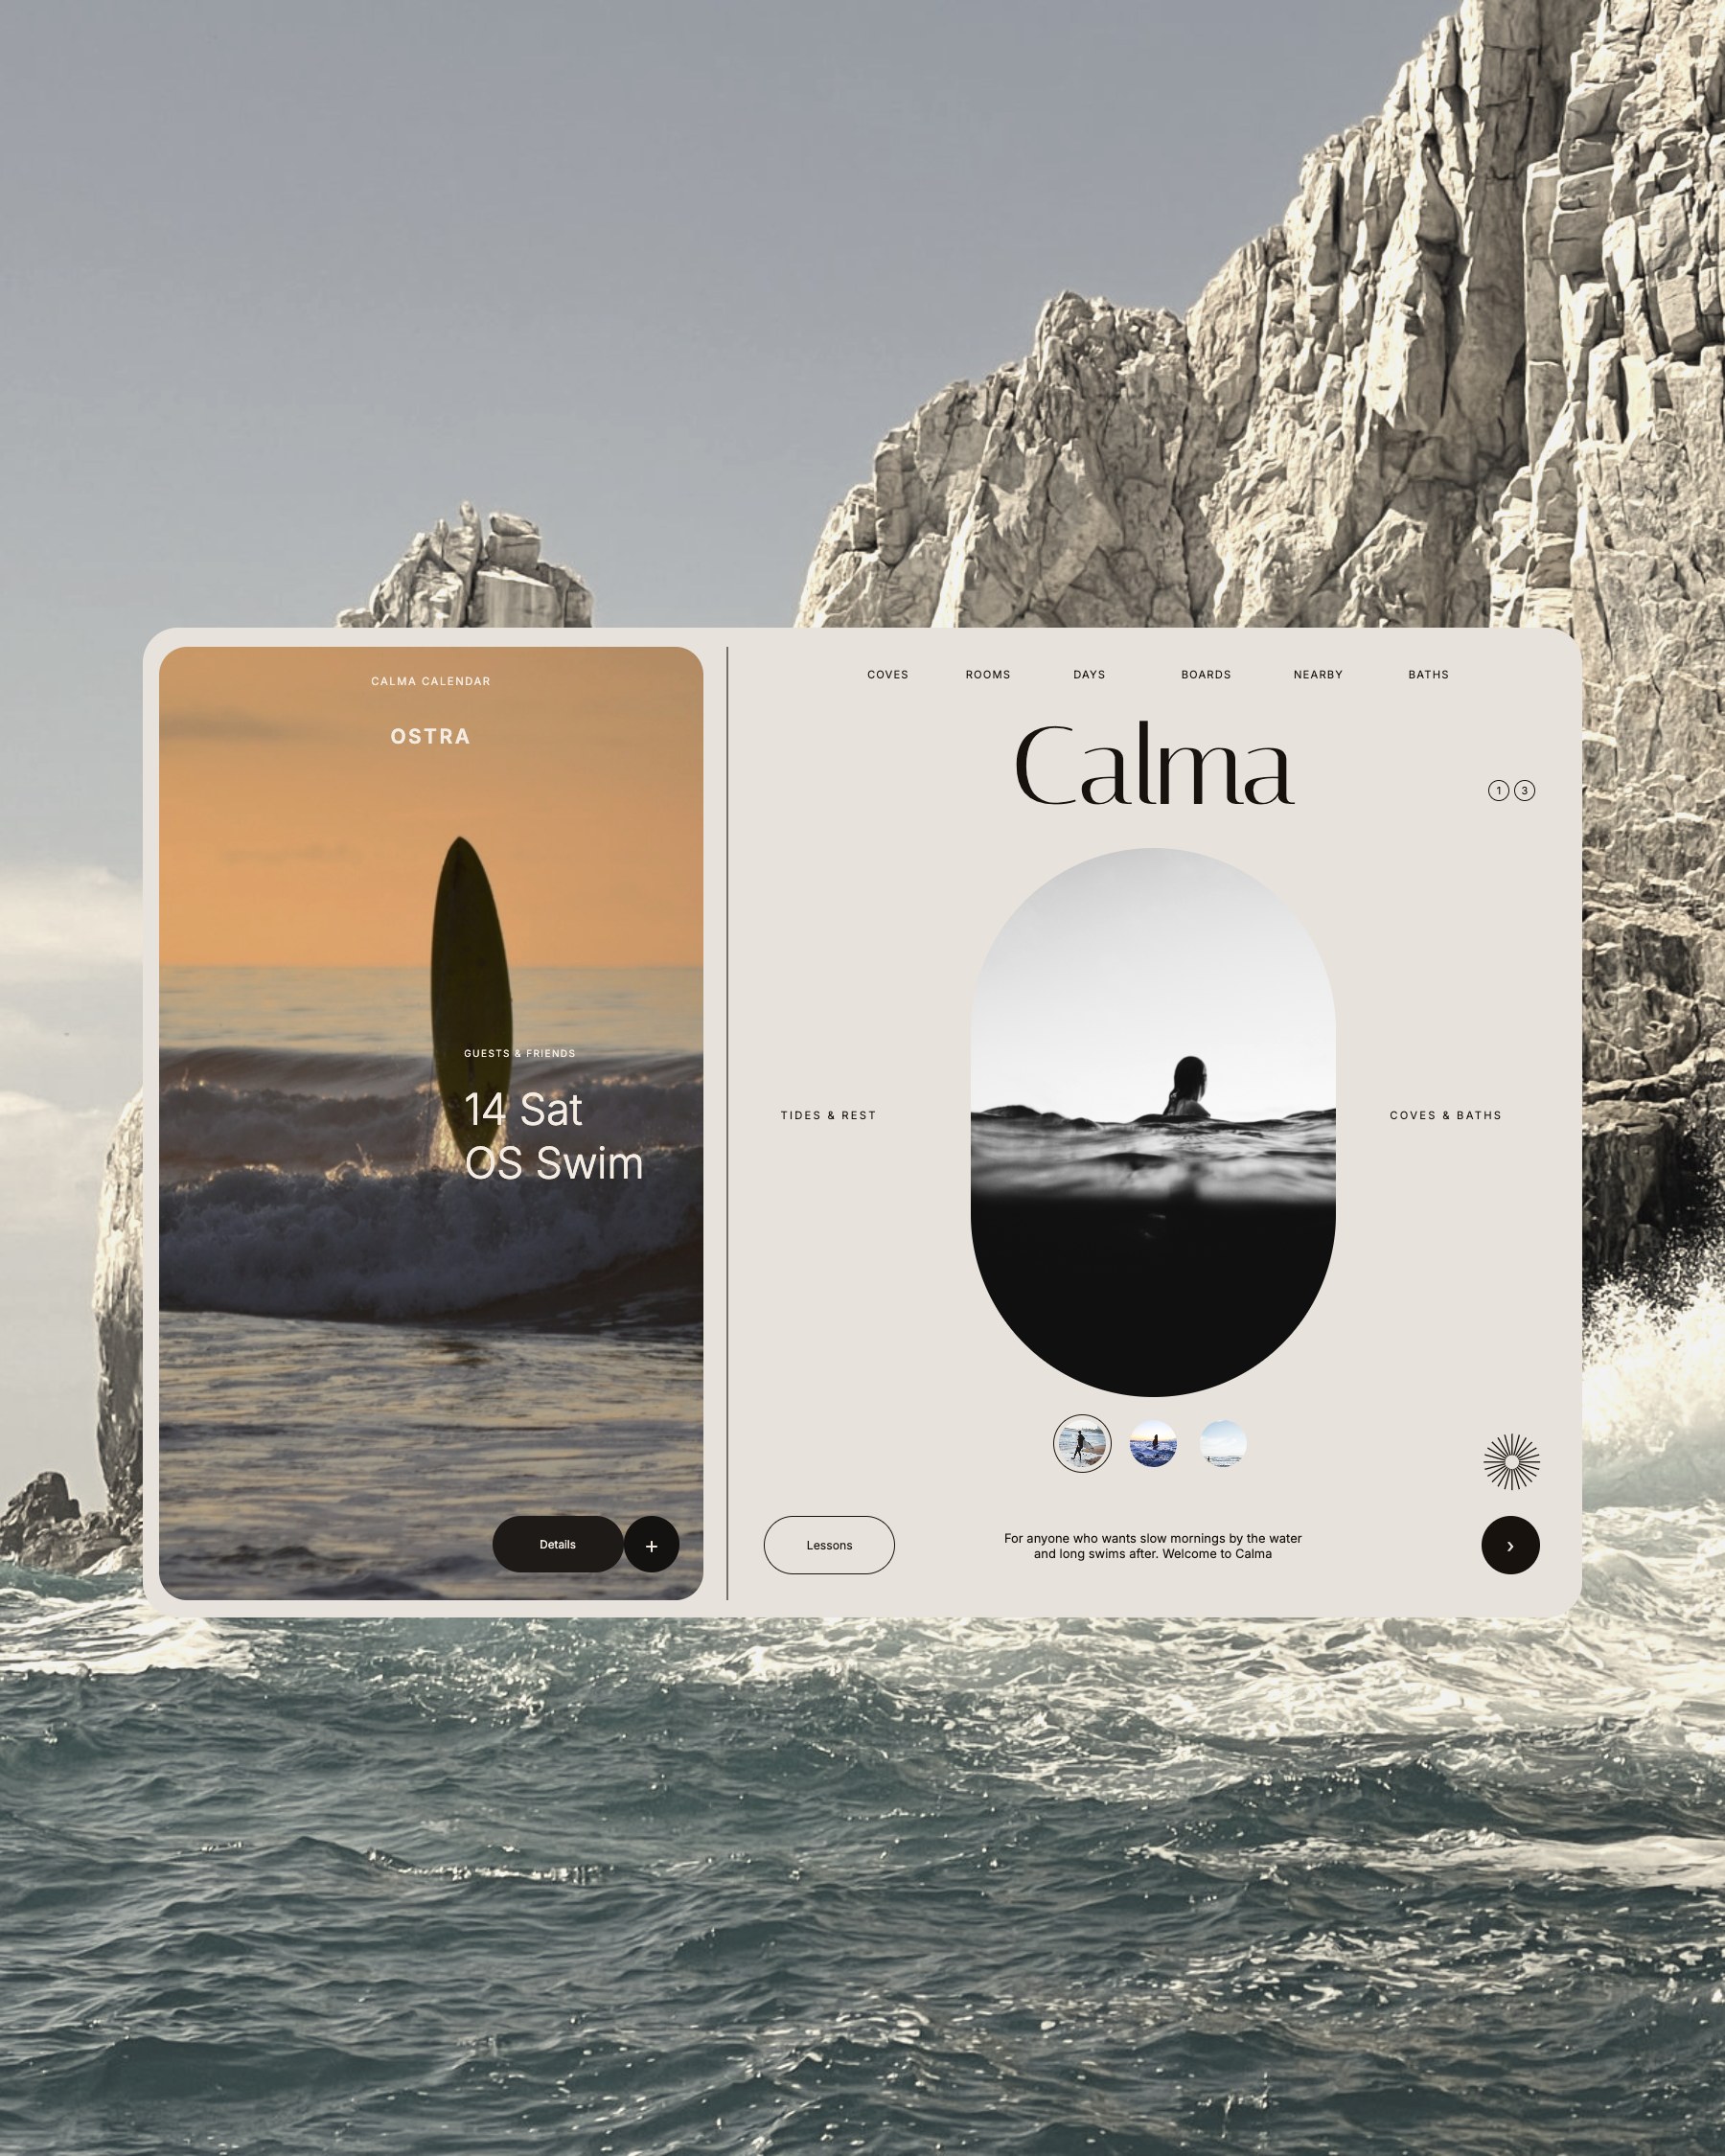 CALMA CALENDAR
OSTRA
GUESTS & FRIENDS
14 Sat
OS Swim
Details
+
COVES ROOMS DAYS BOARDS NEARBY BATHS
Calma
1 3
TIDES & REST
COVES & BATHS
Lessons
For anyone who wants slow mornings by the water
and long swims after. Welcome to Calma
›